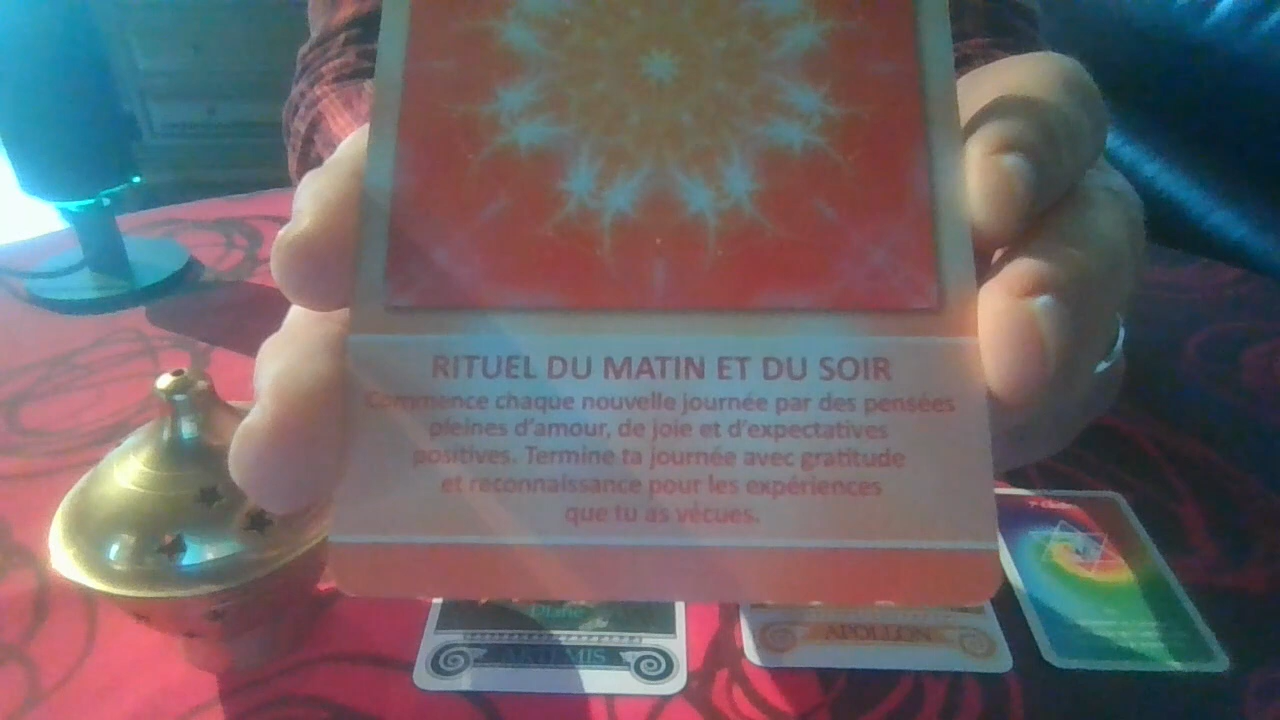 RITUEL DU MATIN ET DU SOIR
Commence chaque nouvelle journée par des pensées
pleines d'amour, de joie et d'expectatives
positives. Termine ta journée avec gratitude
et reconnaissance pour les expériences
que tu as vécues.
ARTEMIS
APOLLON